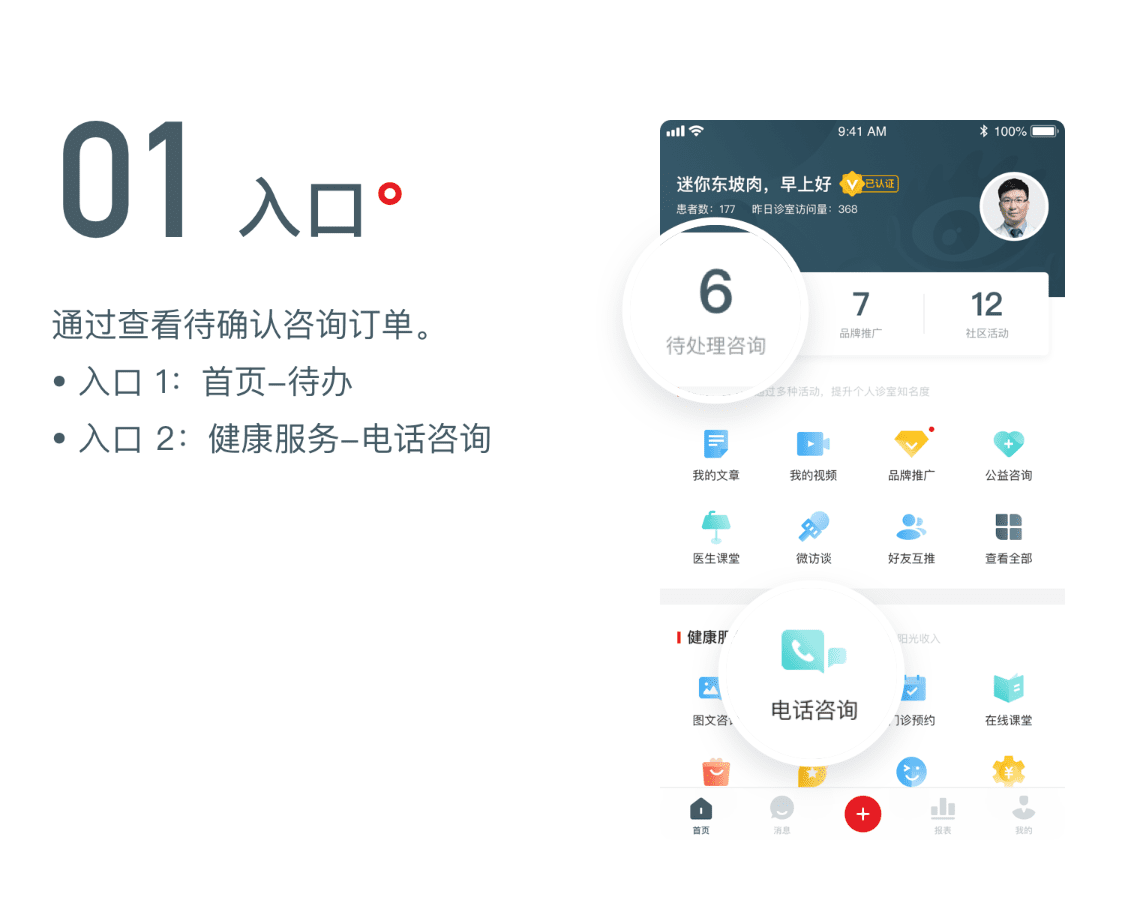 01 入口
通过查看待确认咨询订单。
• 入口 1：首页–待办
• 入口 2：健康服务–电话咨询
9:41 AM 100%
迷你东坡肉，早上好 已认证
患者数：177 昨日诊室访问量：368
6 7 12
待处理咨询 品牌推广 社区活动
过多种活动，提升个人诊室知名度
我的文章 我的视频 品牌推广 公益咨询
医生课堂 微访谈 好友互推 查看全部
健康服 阳光收入
电话咨询
图文咨 门诊预约 在线课堂
首页 消息 报表 我的